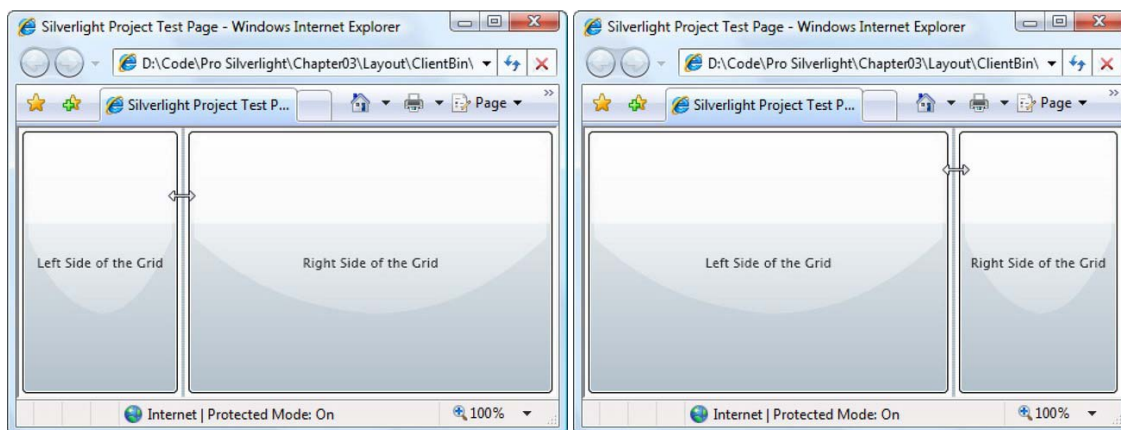 Silverlight Project Test Page - Windows Internet Explorer
D:\Code\Pro Silverlight\Chapter03\Layout\ClientBin\
Silverlight Project Test P...
Page
»
Left Side of the Grid
Right Side of the Grid
Internet | Protected Mode: On
100%
Silverlight Project Test Page - Windows Internet Explorer
D:\Code\Pro Silverlight\Chapter03\Layout\ClientBin\
Silverlight Project Test P...
Page
»
Left Side of the Grid
Right Side of the Grid
Internet | Protected Mode: On
100%